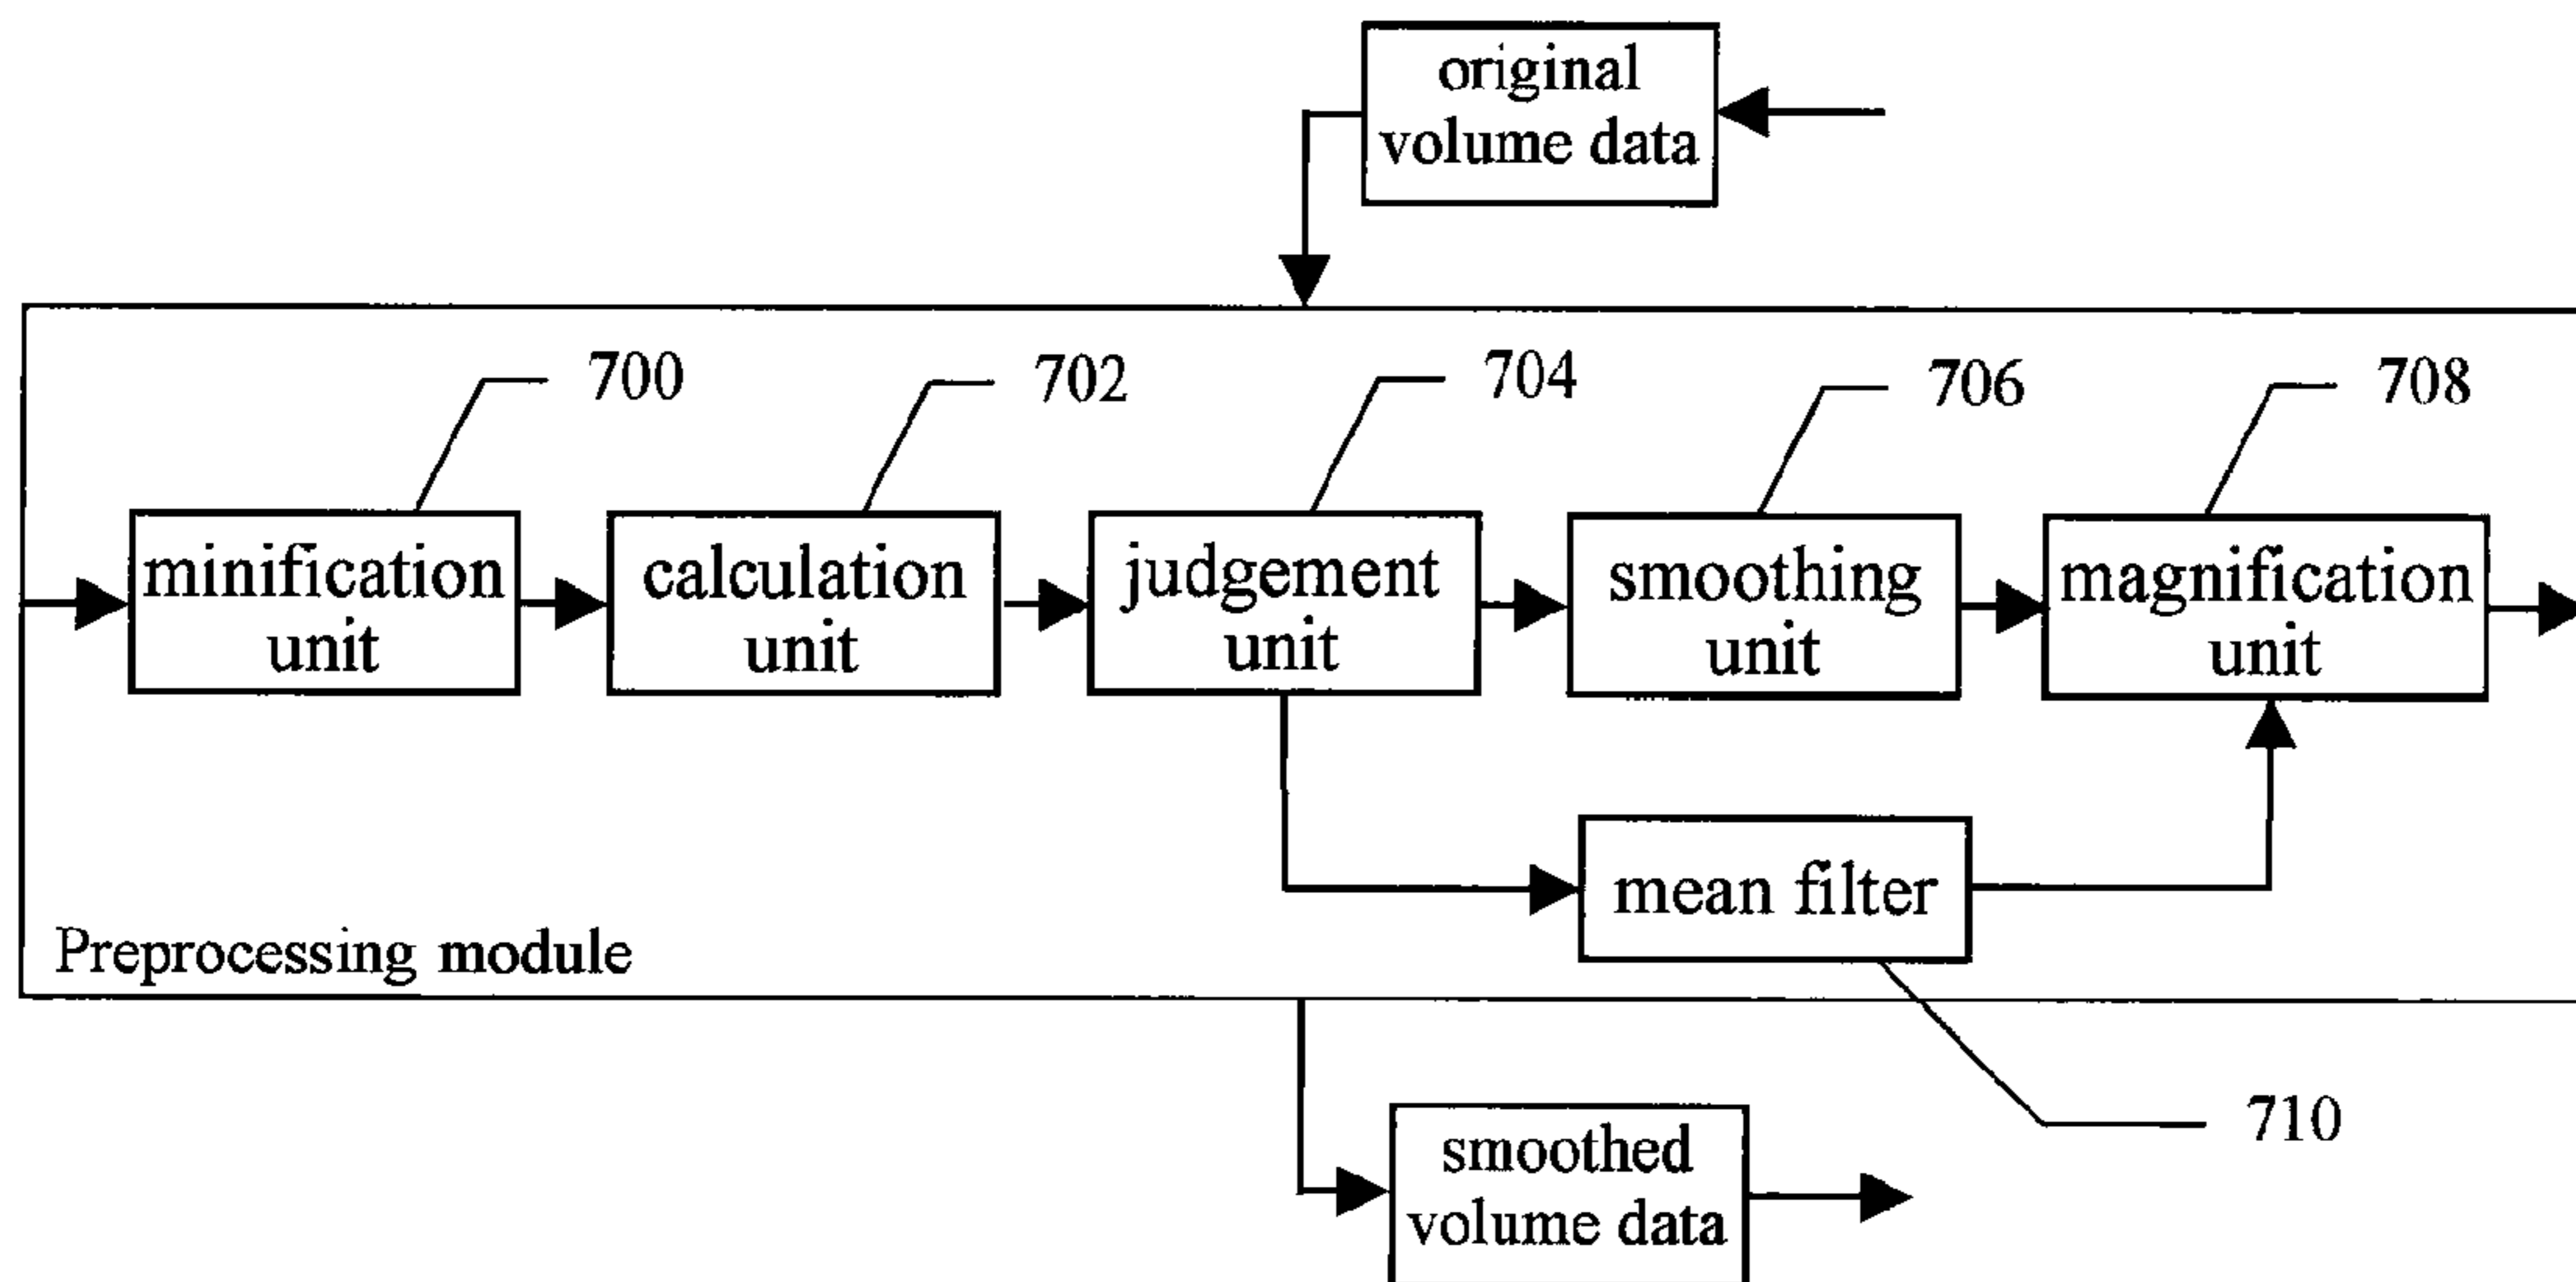 original
volume data
700
702
704
706
708
minification
unit
calculation
unit
judgement
unit
smoothing
unit
magnification
unit
mean filter
Preprocessing module
710
smoothed
volume data